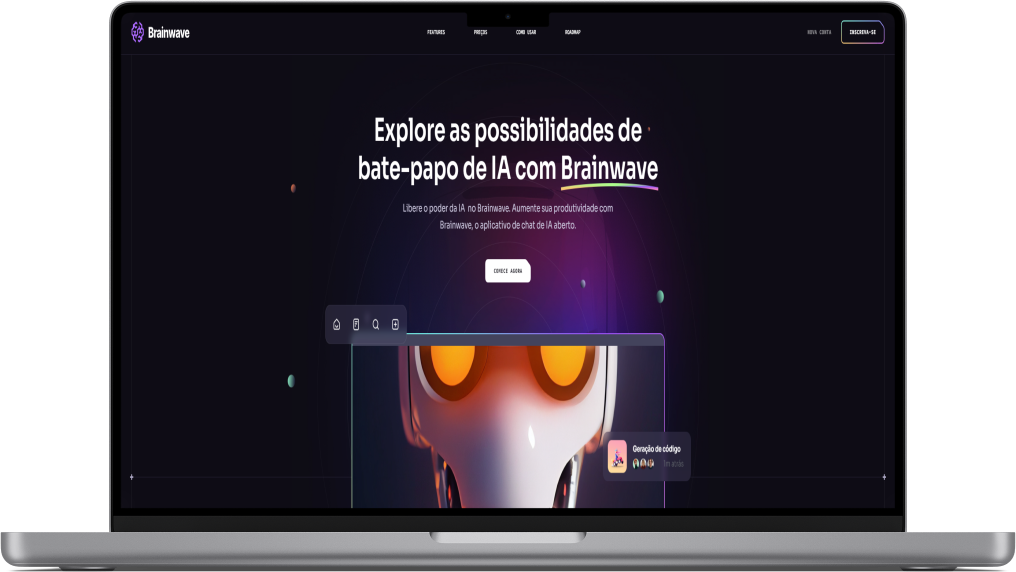 Brainwave
FEATURES PREÇOS COMO USAR ROADMAP
NOVA CONTA INSCREVA-SE
Explore as possibilidades de
bate-papo de IA com Brainwave
Libere o poder da IA no Brainwave. Aumente sua produtividade com
Brainwave, o aplicativo de chat de IA aberto.
COMECE AGORA
Geração de código